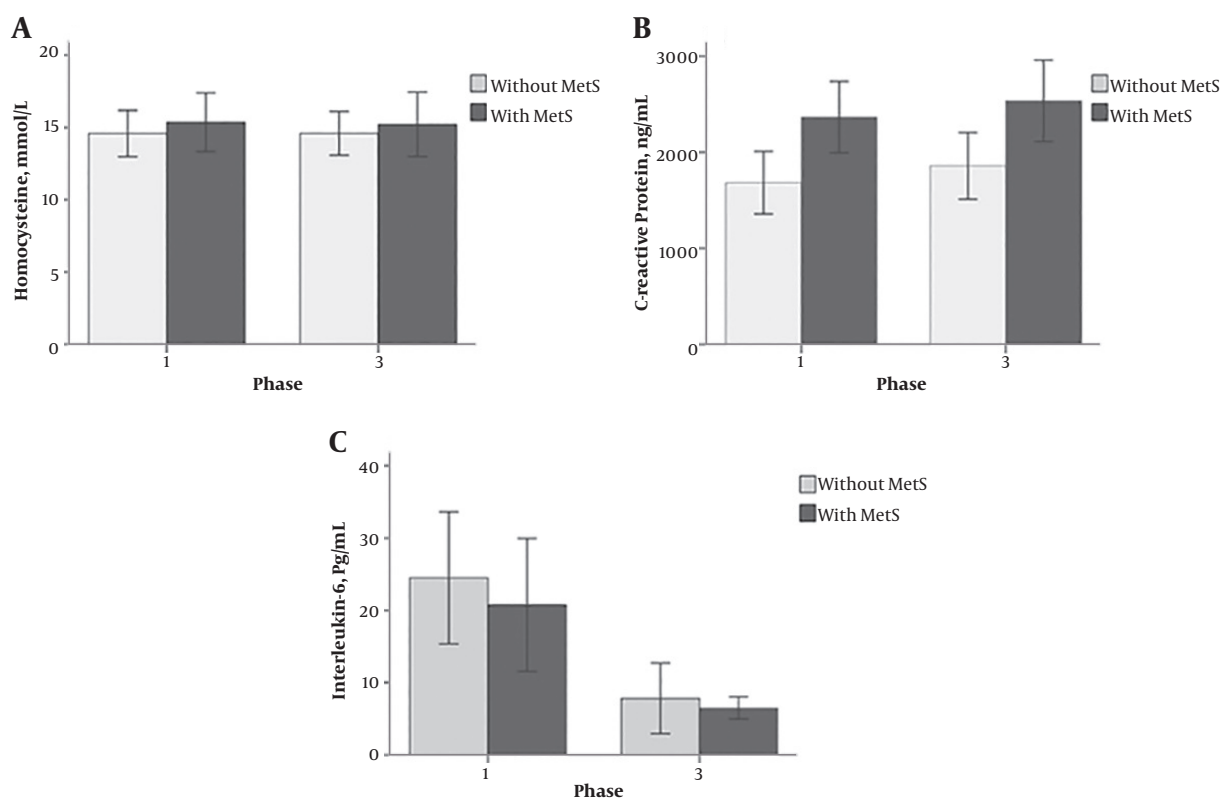 A
Homocysteine, mmol/L
20
15
10
5
0
1
3
Phase
Without MetS
With MetS
B
C-reactive Protein, ng/mL
3000
2000
1000
0
1
3
Phase
Without MetS
With MetS
C
Interleukin-6, Pg/mL
40
30
20
10
0
1
3
Phase
Without MetS
With MetS